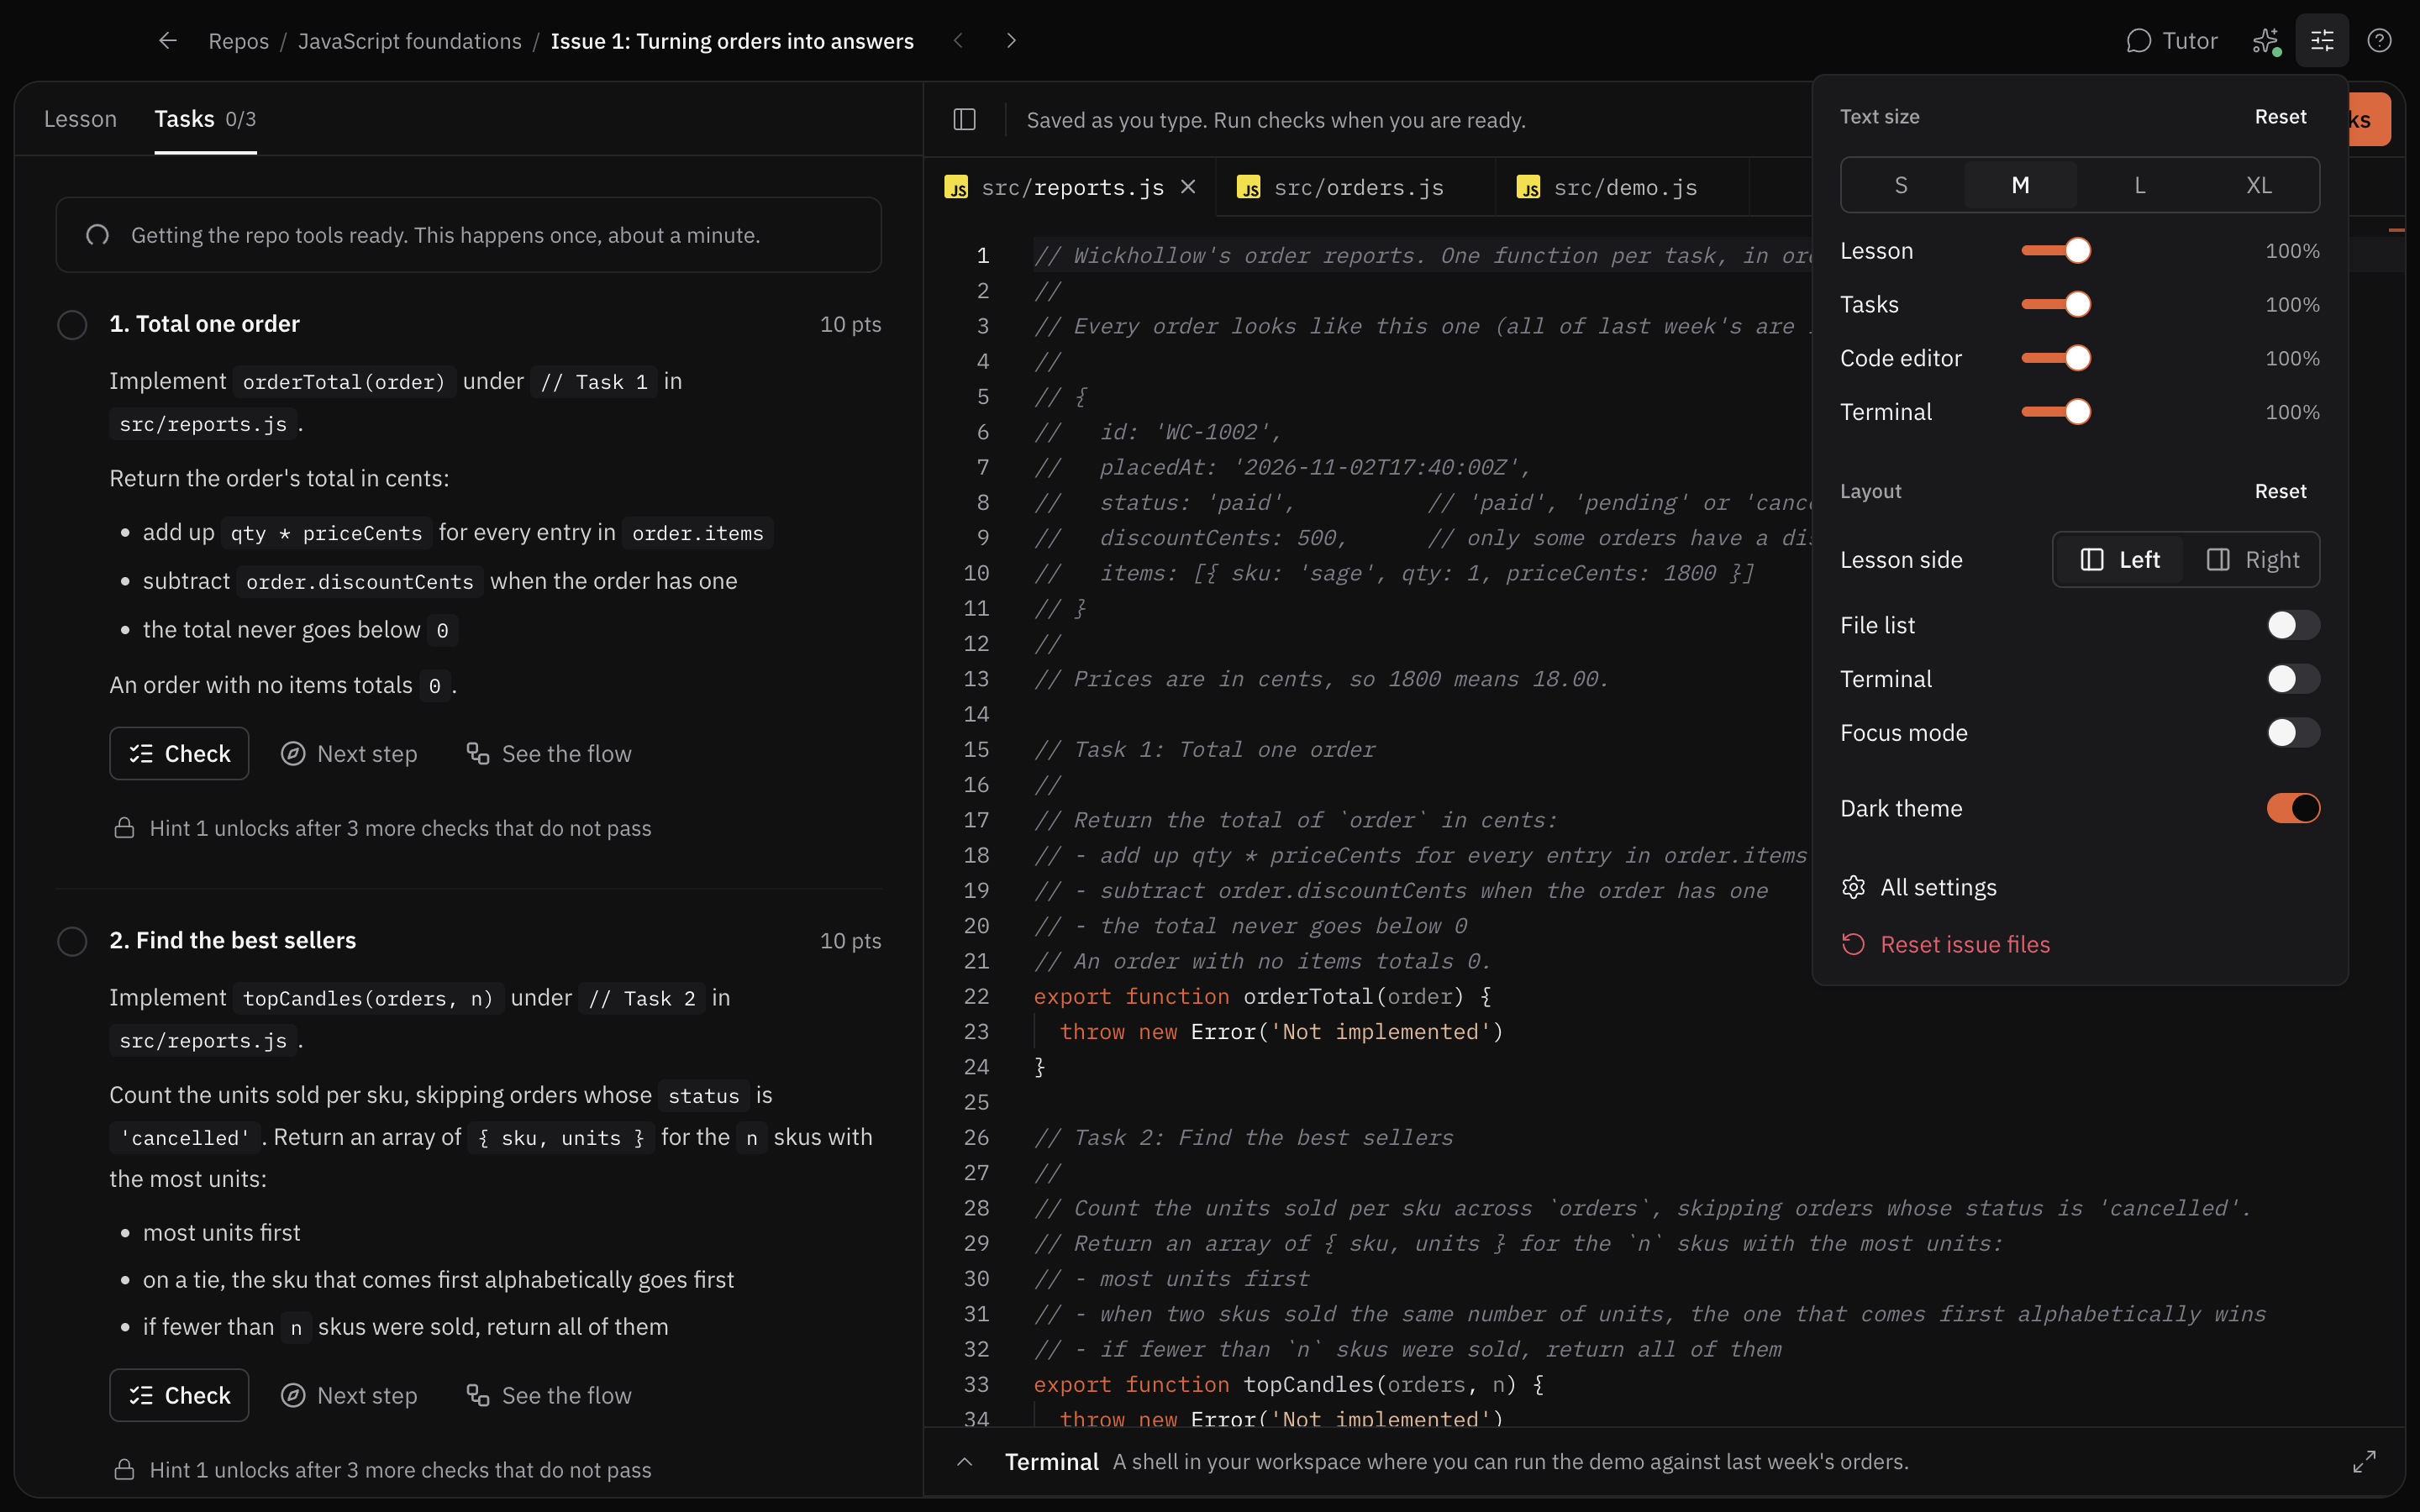 Repos / JavaScript foundations / Issue 1: Turning orders into answers
Tutor
Lesson
Tasks 0/3
Getting the repo tools ready. This happens once, about a minute.
1. Total one order 10 pts
Implement orderTotal(order) under // Task 1 in
src/reports.js.
Return the order's total in cents:
• add up qty * priceCents for every entry in order.items
• subtract order.discountCents when the order has one
• the total never goes below 0
An order with no items totals 0.
Check Next step See the flow
Hint 1 unlocks after 3 more checks that do not pass
2. Find the best sellers 10 pts
Implement topCandles(orders, n) under // Task 2 in
src/reports.js.
Count the units sold per sku, skipping orders whose status is
'cancelled'. Return an array of { sku, units } for the n skus with
the most units:
• most units first
• on a tie, the sku that comes first alphabetically goes first
• if fewer than n skus were sold, return all of them
Check Next step See the flow
Hint 1 unlocks after 3 more checks that do not pass
Saved as you type. Run checks when you are ready.
JS src/reports.js JS src/orders.js JS src/demo.js
1 // Wickhollow's order reports. One function per task, in
2 //
3 // Every order looks like this one (all of last week's are
4 //
5 // {
6 //   id: 'WC-1002',
7 //   placedAt: '2026-11-02T17:40:00Z',
8 //   status: 'paid',          // 'paid', 'pending' or
9 //   discountCents: 500,      // only some orders have a
10 //   items: [{ sku: 'sage', qty: 1, priceCents: 1800 }]
11 // }
12 //
13 // Prices are in cents, so 1800 means 18.00.
14
15 // Task 1: Total one order
16 //
17 // Return the total of `order` in cents:
18 // - add up qty * priceCents for every entry in order.items
19 // - subtract order.discountCents when the order has one
20 // - the total never goes below 0
21 // An order with no items totals 0.
22 export function orderTotal(order) {
23   throw new Error('Not implemented')
24 }
25
26 // Task 2: Find the best sellers
27 //
28 // Count the units sold per sku across `orders`, skipping orders whose status is 'cancelled'.
29 // Return an array of { sku, units } for the `n` skus with the most units:
30 // - most units first
31 // - when two skus sold the same number of units, the one that comes first alphabetically wins
32 // - if fewer than `n` skus were sold, return all of them
33 export function topCandles(orders, n) {
34   throw new Error('Not implemented')
Terminal A shell in your workspace where you can run the demo against last week's orders.
Text size Reset
S M L XL
Lesson 100%
Tasks 100%
Code editor 100%
Terminal 100%
Layout Reset
Lesson side Left Right
File list
Terminal
Focus mode
Dark theme
All settings
Reset issue files